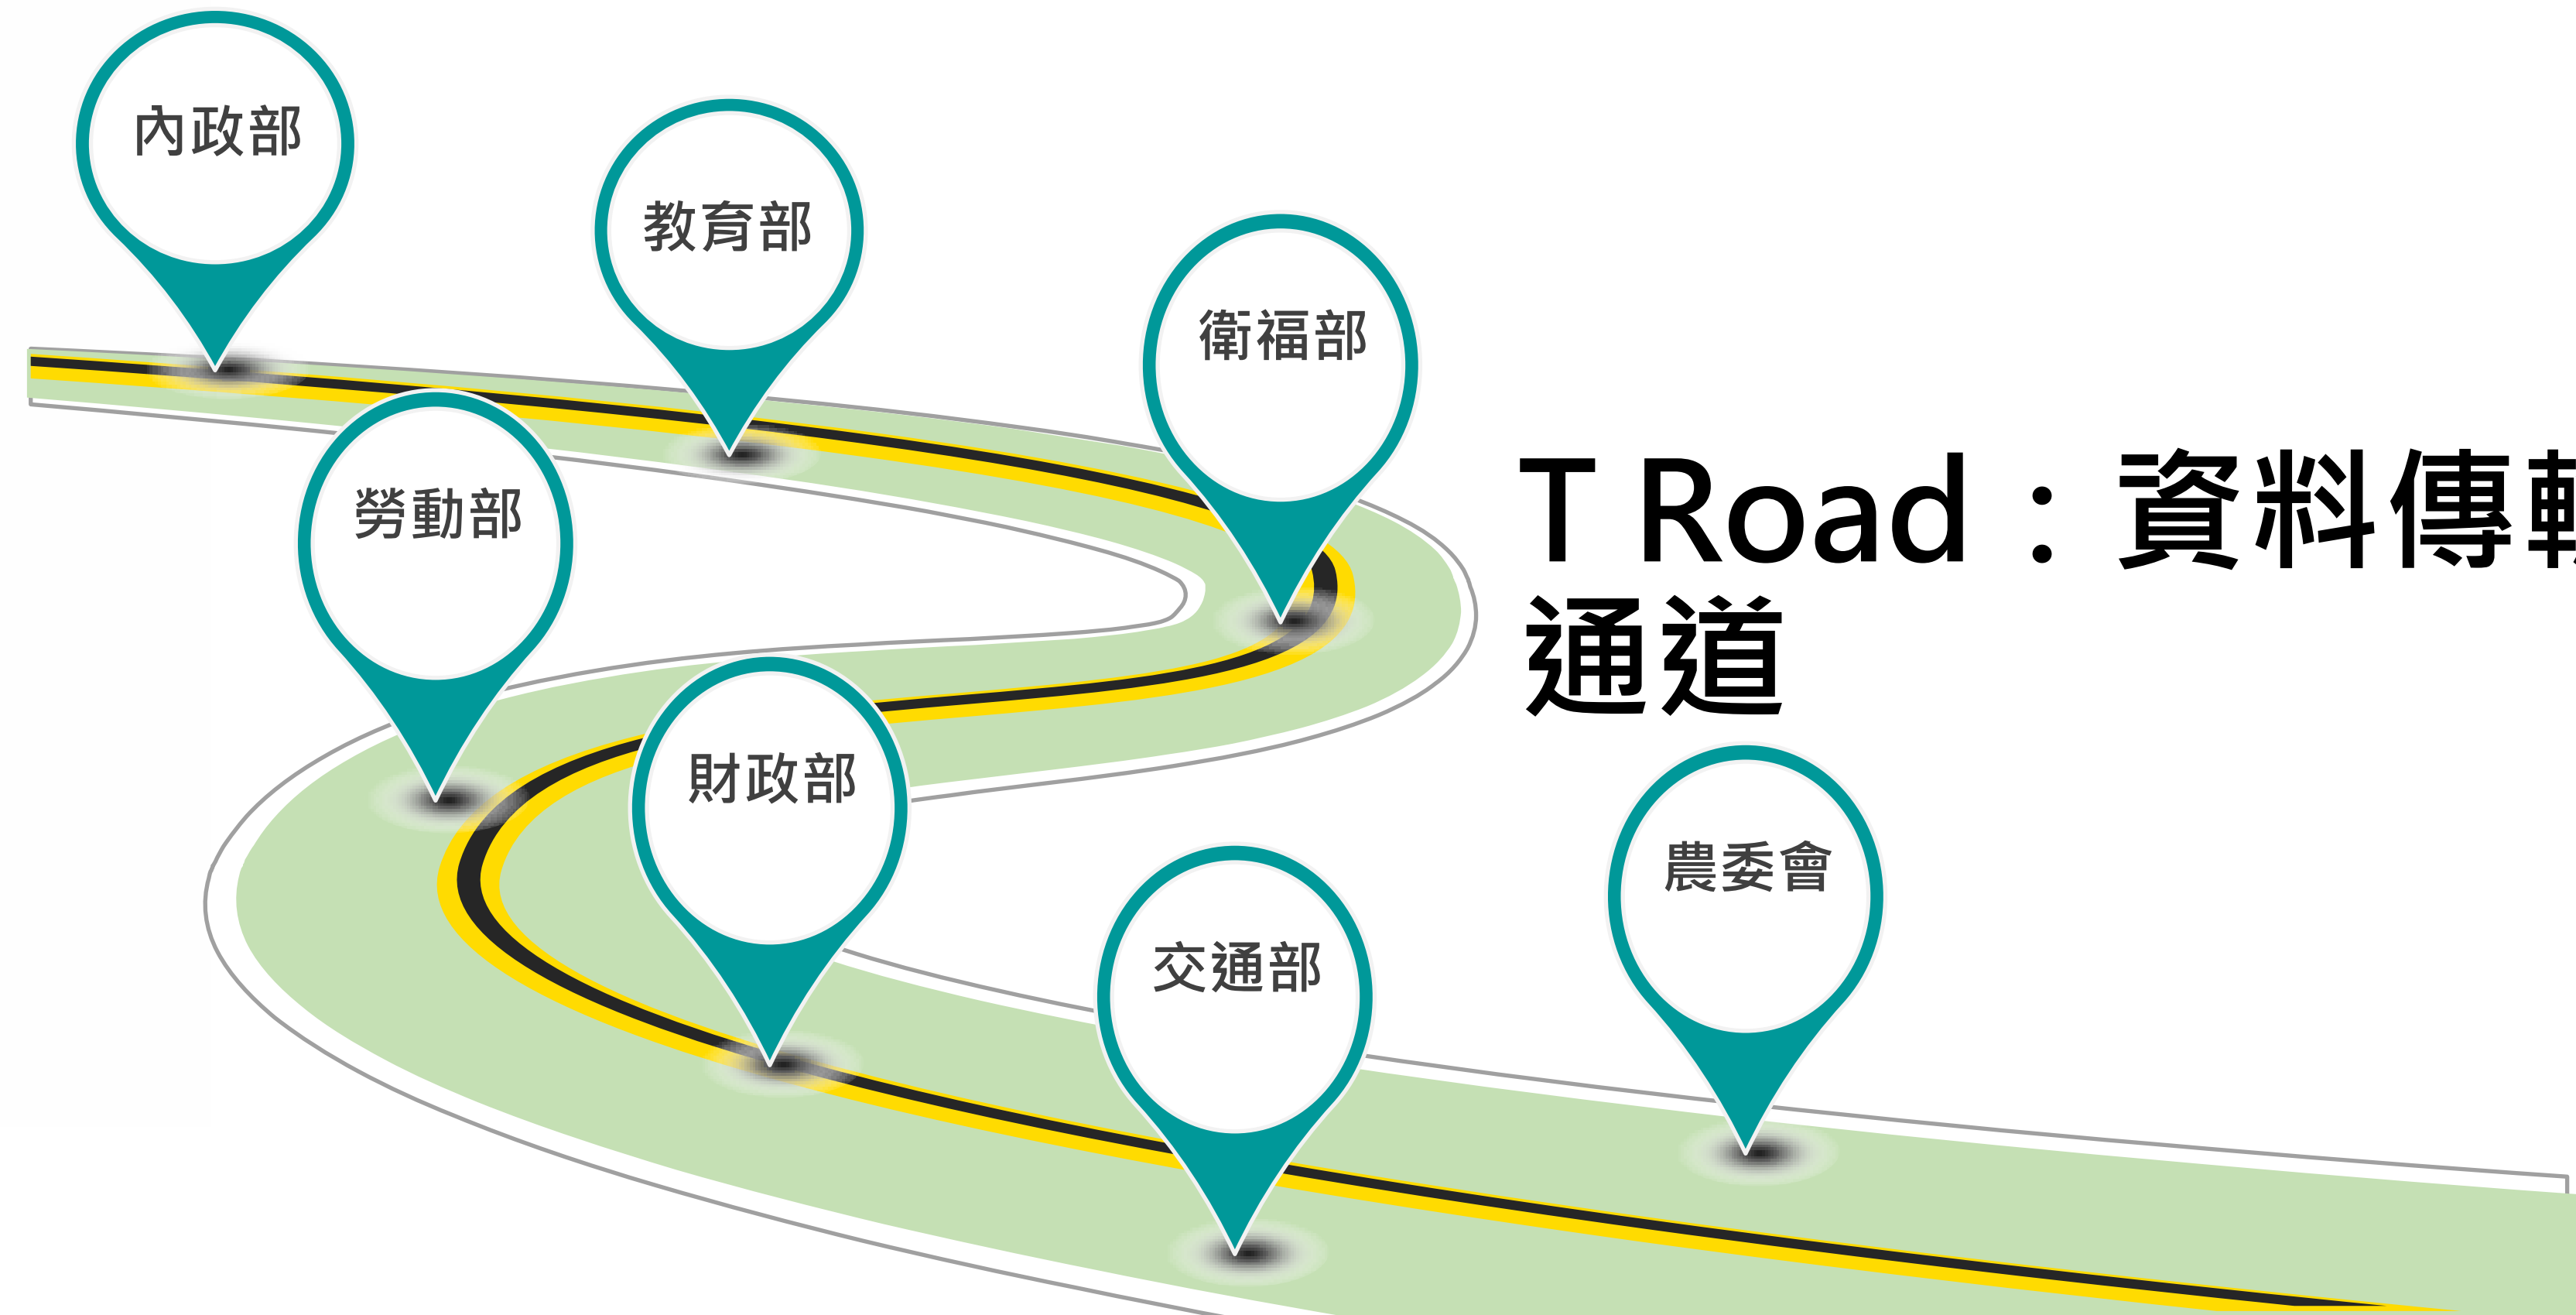 內政部
教育部
衛福部
勞動部
T Road：資料傳
通道
財政部
農委會
交通部